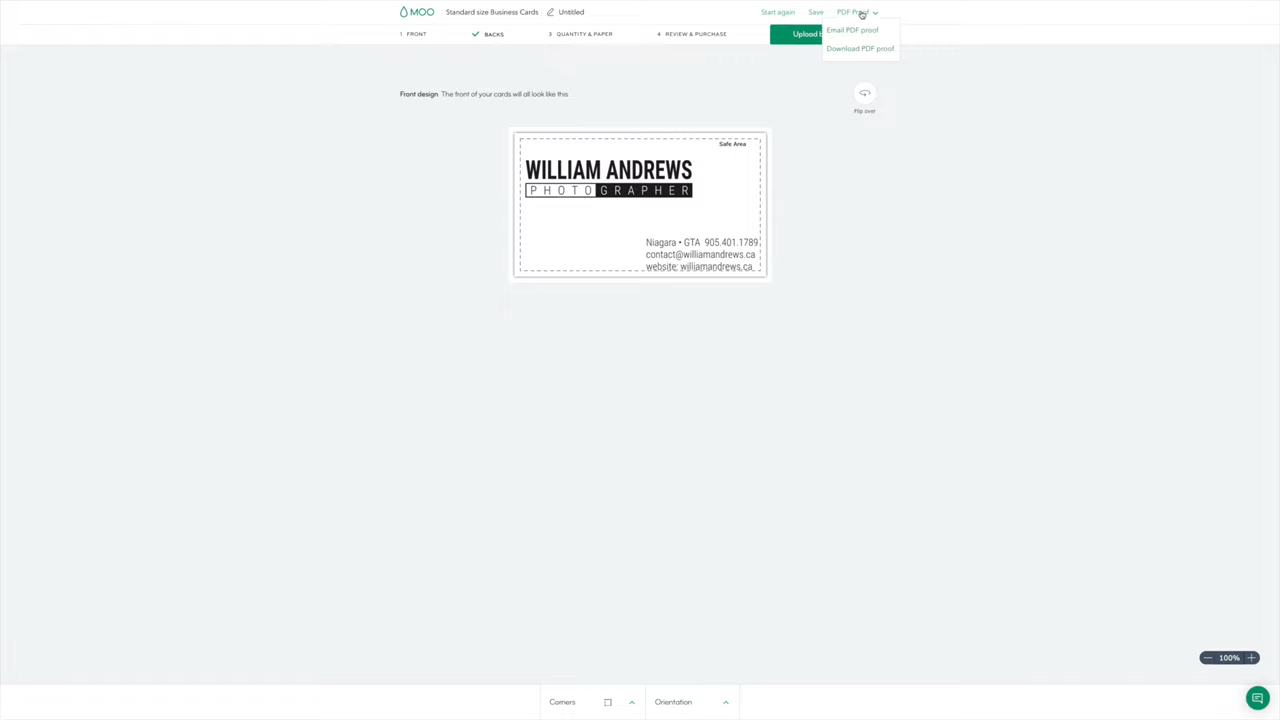 MOO Standard size Business Cards Untitled Start again Save PDF Proof
Email PDF proof
Download PDF proof
1 FRONT BACKS 3 QUANTITY & PAPER 4 REVIEW & PURCHASE Upload
Front design The front of your cards will all look like this
Flip over
Safe Area
WILLIAM ANDREWS
PHOTOGRAPHER
Niagara • GTA 905.401.1789
contact@williamandrews.ca
website: williamandrews.ca
100%
Corners Orientation